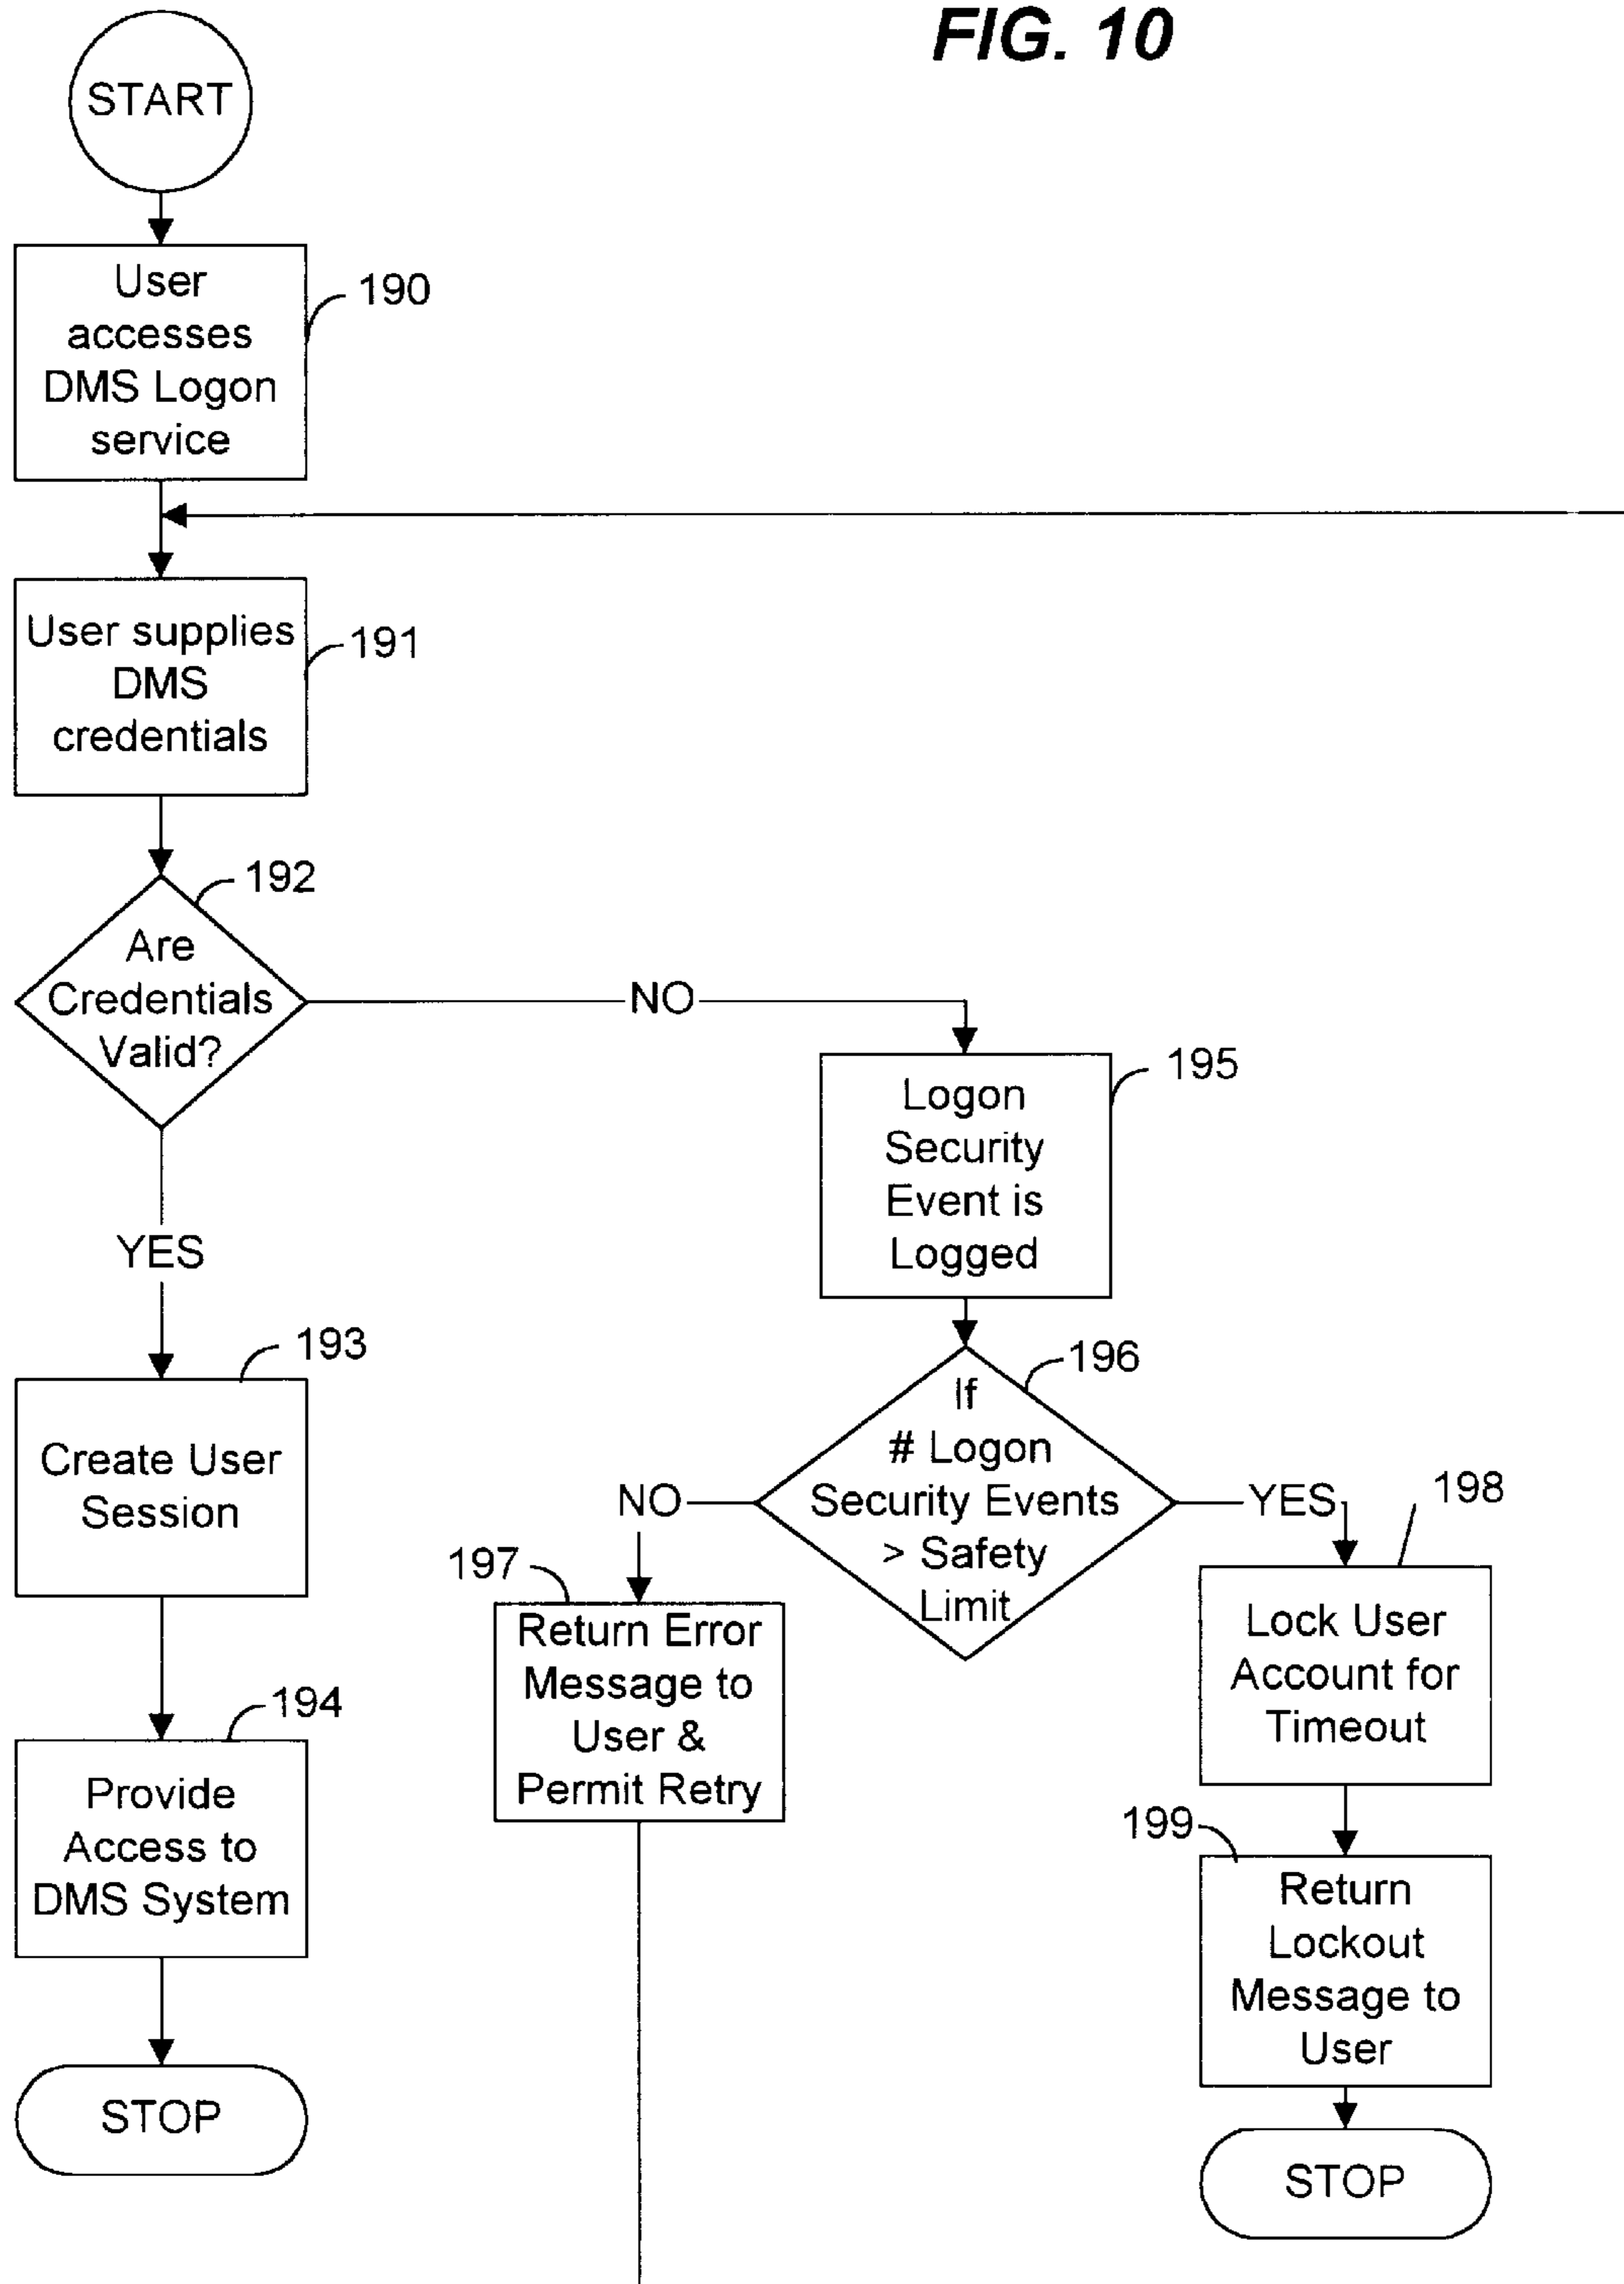 FIG. 10
START
User
accesses
DMS Logon
service
190
User supplies
DMS
credentials
191
192
Are
Credentials
Valid?
NO
YES
195
Logon
Security
Event is
Logged
193
Create User
Session
196
If
# Logon
Security Events
> Safety
Limit
NO
YES
197
Return Error
Message to
User &
Permit Retry
198
Lock User
Account for
Timeout
194
Provide
Access to
DMS System
199
Return
Lockout
Message to
User
STOP
STOP